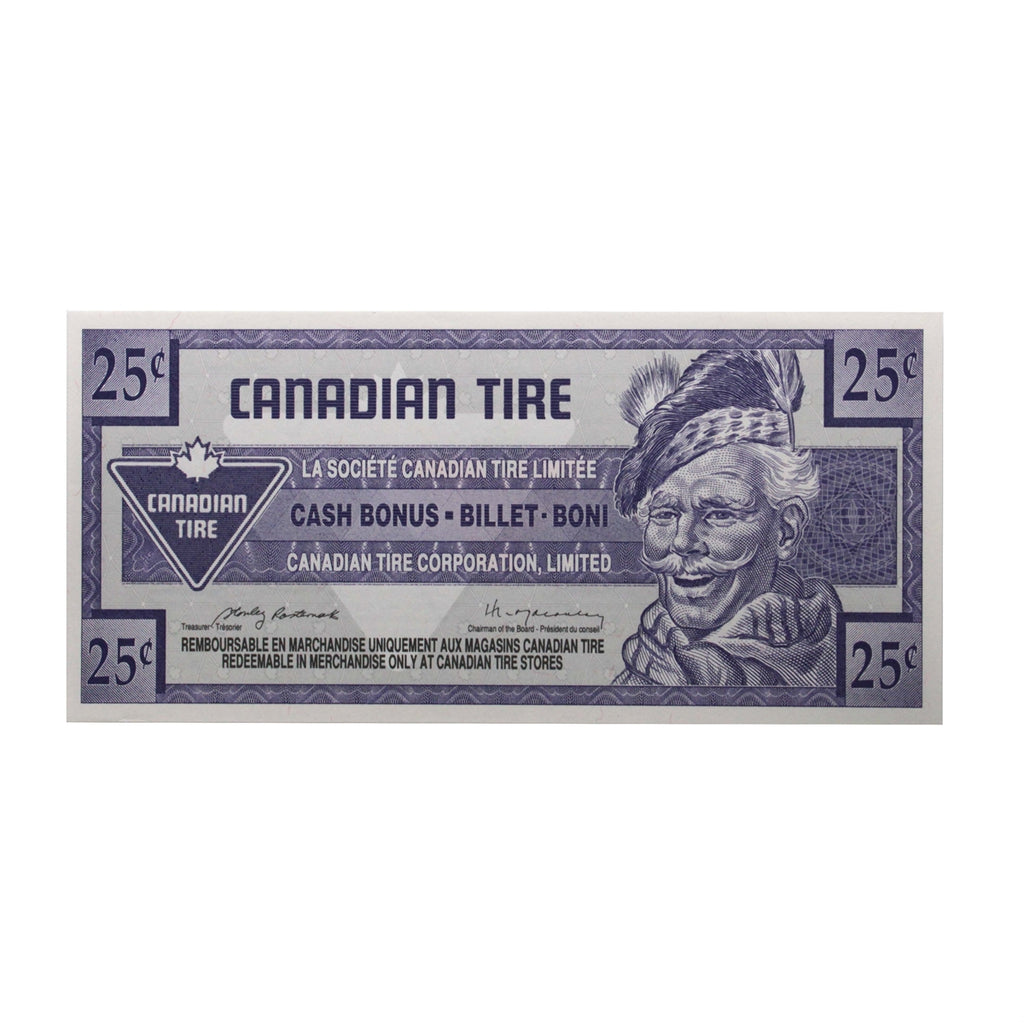 25¢
25¢
CANADIAN TIRE
LA SOCIÉTÉ CANADIAN TIRE LIMITÉE
CANADIAN
TIRE
CASH BONUS - BILLET - BONI
CANADIAN TIRE CORPORATION, LIMITED
Treasurer - Trésorier
Chairman of the Board - Président du conseil
REMBOURSABLE EN MARCHANDISE UNIQUEMENT AUX MAGASINS CANADIAN TIRE
REDEEMABLE IN MERCHANDISE ONLY AT CANADIAN TIRE STORES
25¢
25¢